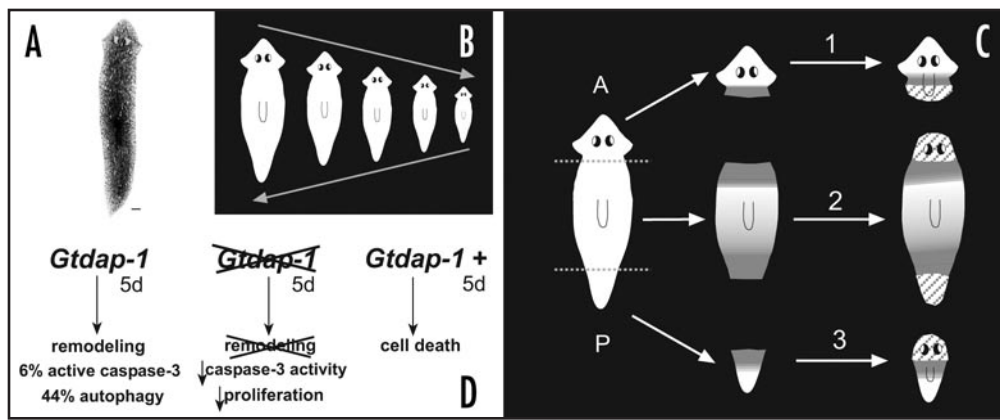 A
B
C
A
P
1
2
3
Gtdap-1
5d
remodeling
6% active caspase-3
44% autophagy
Gtdap-1
5d
remodeling
↓caspase-3 activity
↓proliferation
Gtdap-1 +
5d
cell death
D